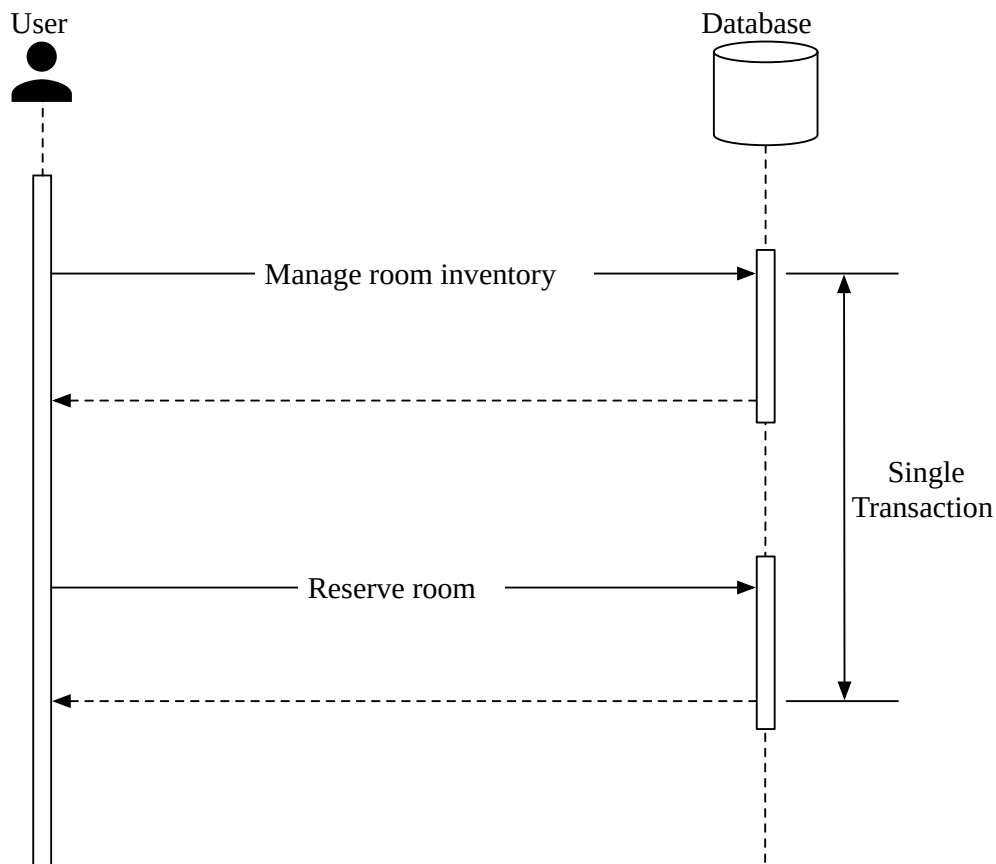 User
Database
Manage room inventory
Single
Transaction
Reserve room